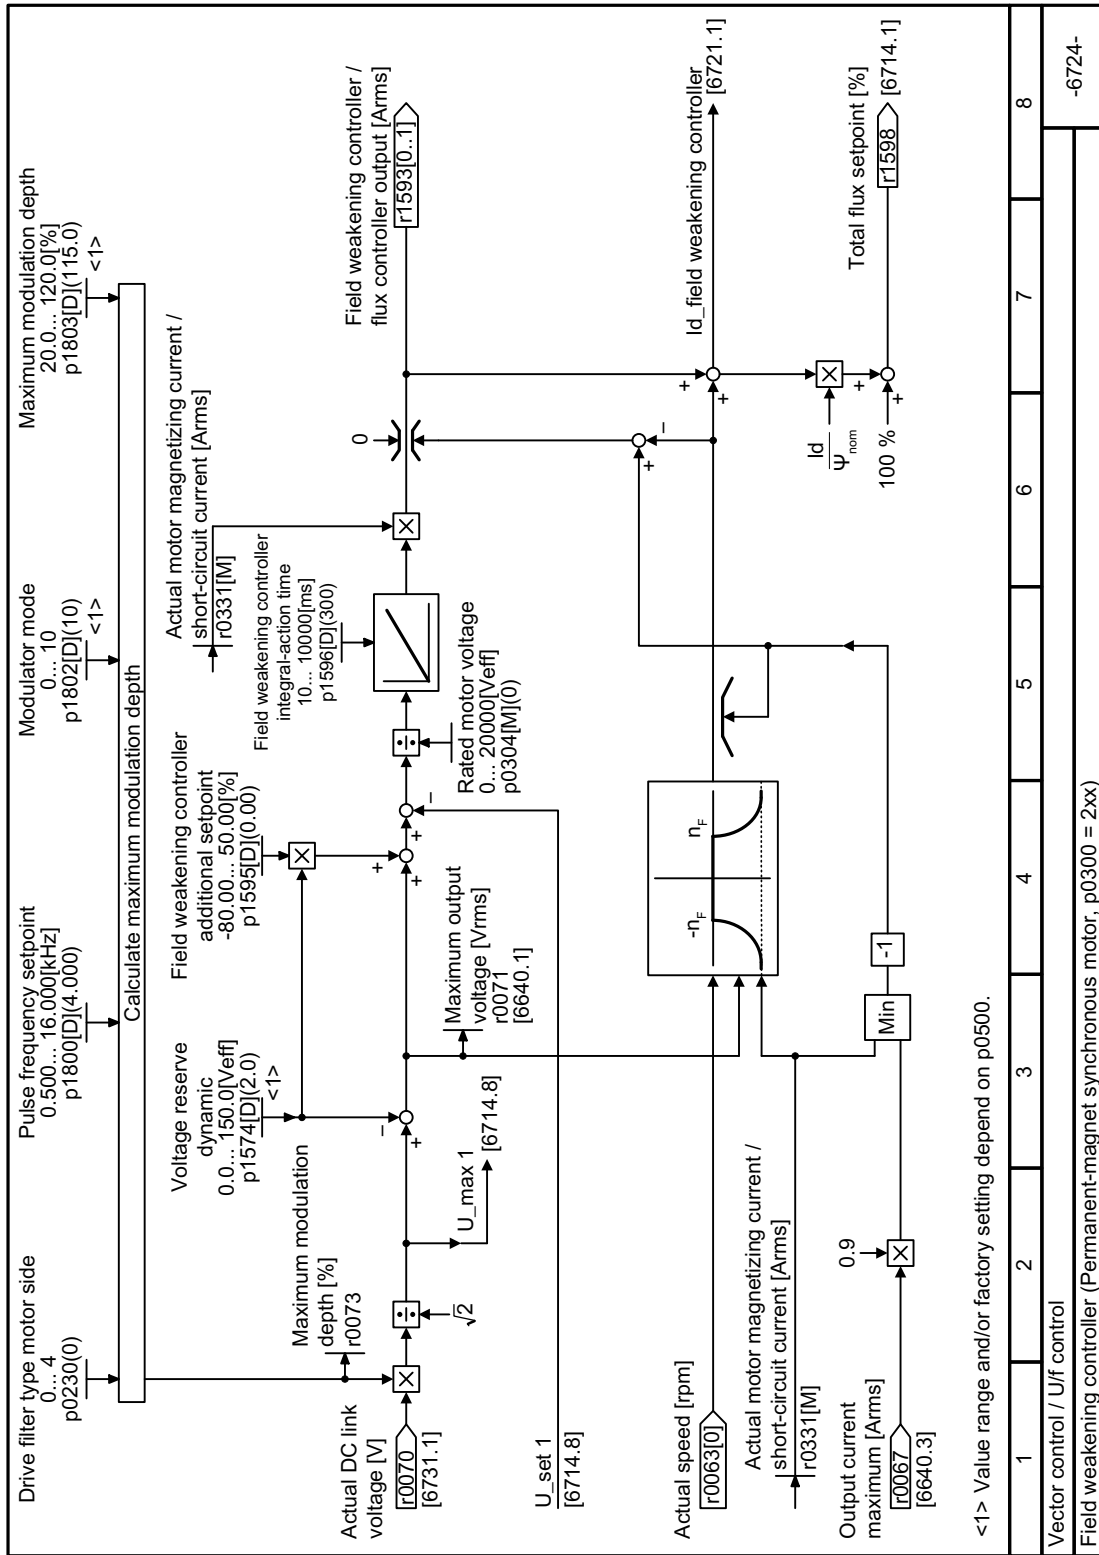 Drive filter type motor side
0... 4
p0230(0)
Pulse frequency setpoint
0.500... 16.000[kHz]
p1800[D](4.000)
Modulator mode
0... 10
p1802[D](10)
<1>
Maximum modulation depth
20.0... 120.0[%]
p1803[D](115.0)
<1>
Calculate maximum modulation depth
Voltage reserve
dynamic
0.0... 150.0[Veff]
p1574[D](2.0)
<1>
Field weakening controller
additional setpoint
-80.00... 50.00[%]
p1595[D](0.00)
Actual motor magnetizing current /
short-circuit current [Arms]
r0331[M]
Maximum modulation
depth [%]
r0073
Field weakening controller
integral-action time
10... 10000[ms]
p1596[D](300)
0
Field weakening controller /
flux controller output [Arms]
r1593[0..1]
Actual DC link
voltage [V]
r0070
[6731.1]
×
÷
√2
U_max 1
[6714.8]
−
+
×
+
+
+
−
÷
×
Maximum output
voltage [Vrms]
r0071
[6640.1]
Rated motor voltage
0... 20000[Veff]
p0304[M](0)
U_set 1
[6714.8]
Actual speed [rpm]
r0063[0]
-n F
n F
+
−
+
+
Id_field weakening controller
[6721.1]
Actual motor magnetizing current /
short-circuit current [Arms]
r0331[M]
Id
Ψ nom
×
+
+
100 %
Total flux setpoint [%]
r1598
[6714.1]
Output current
maximum [Arms]
r0067
[6640.3]
0.9
×
Min
-1
<1> Value range and/or factory setting depend on p0500.
1
2
3
4
5
6
7
8
Vector control / U/f control
-6724-
Field weakening controller (Permanent-magnet synchronous motor, p0300 = 2xx)